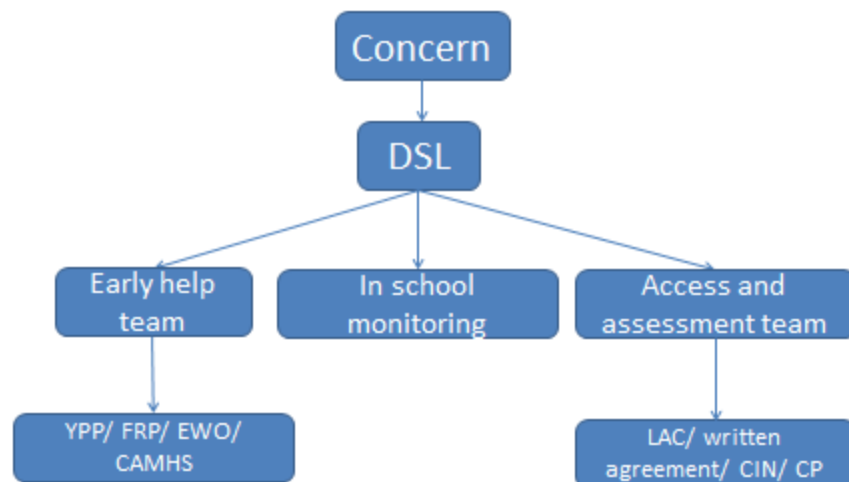 Concern
DSL
Early help
team
In school
monitoring
Access and
assessment team
YPP/ FRP/ EWO/
CAMHS
LAC/ written
agreement/ CIN/ CP